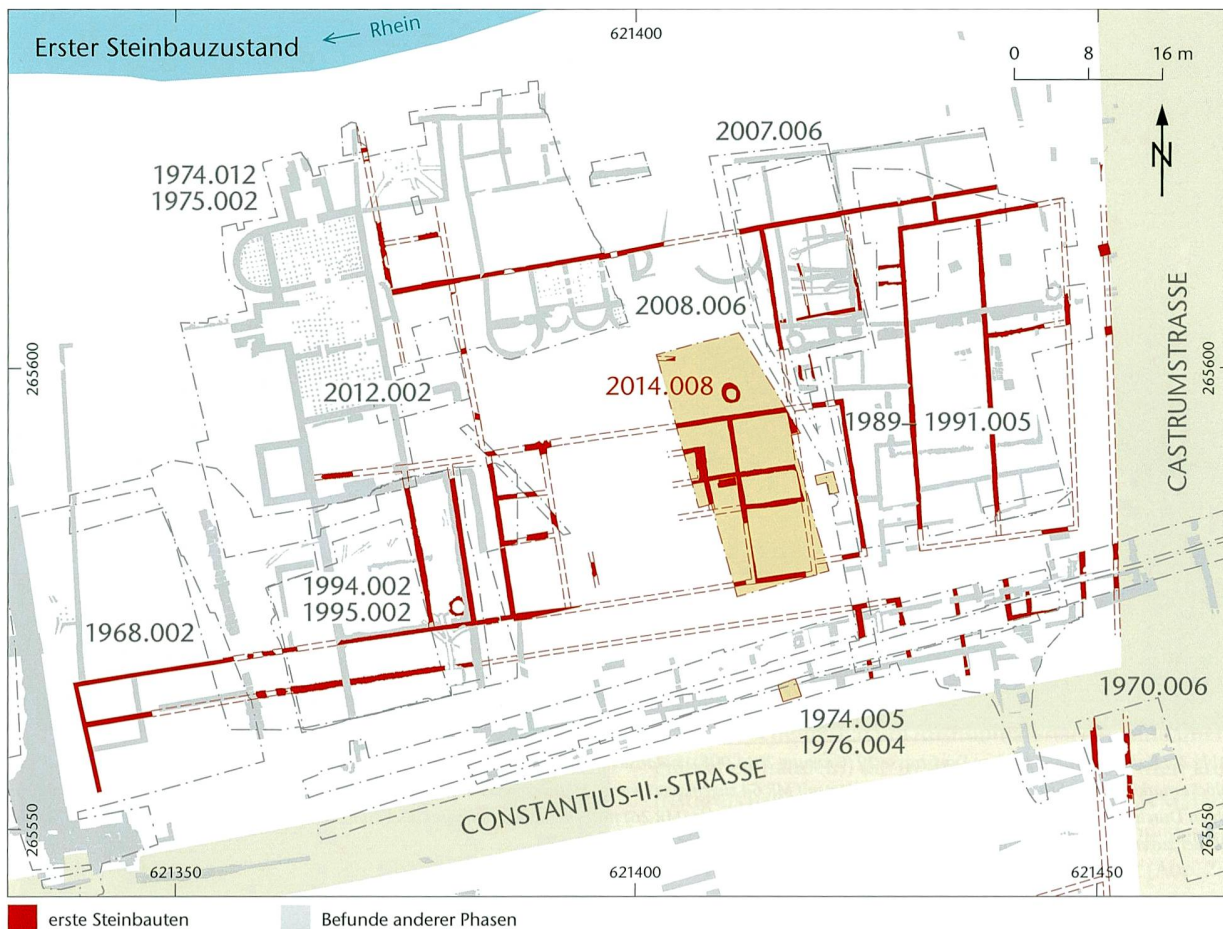 Erster Steinbauzustand
← Rhein
621400
0 8 16 m
N
2007.006
1974.012
1975.002
2008.006
2014.008
2012.002
1989–1991.005
265600
265600
CASTRUMSTRASSE
1994.002
1995.002
1968.002
1970.006
1974.005
1976.004
CONSTANTIUS-II.-STRASSE
265550
265550
621350
621400
621450
erste Steinbauten
Befunde anderer Phasen